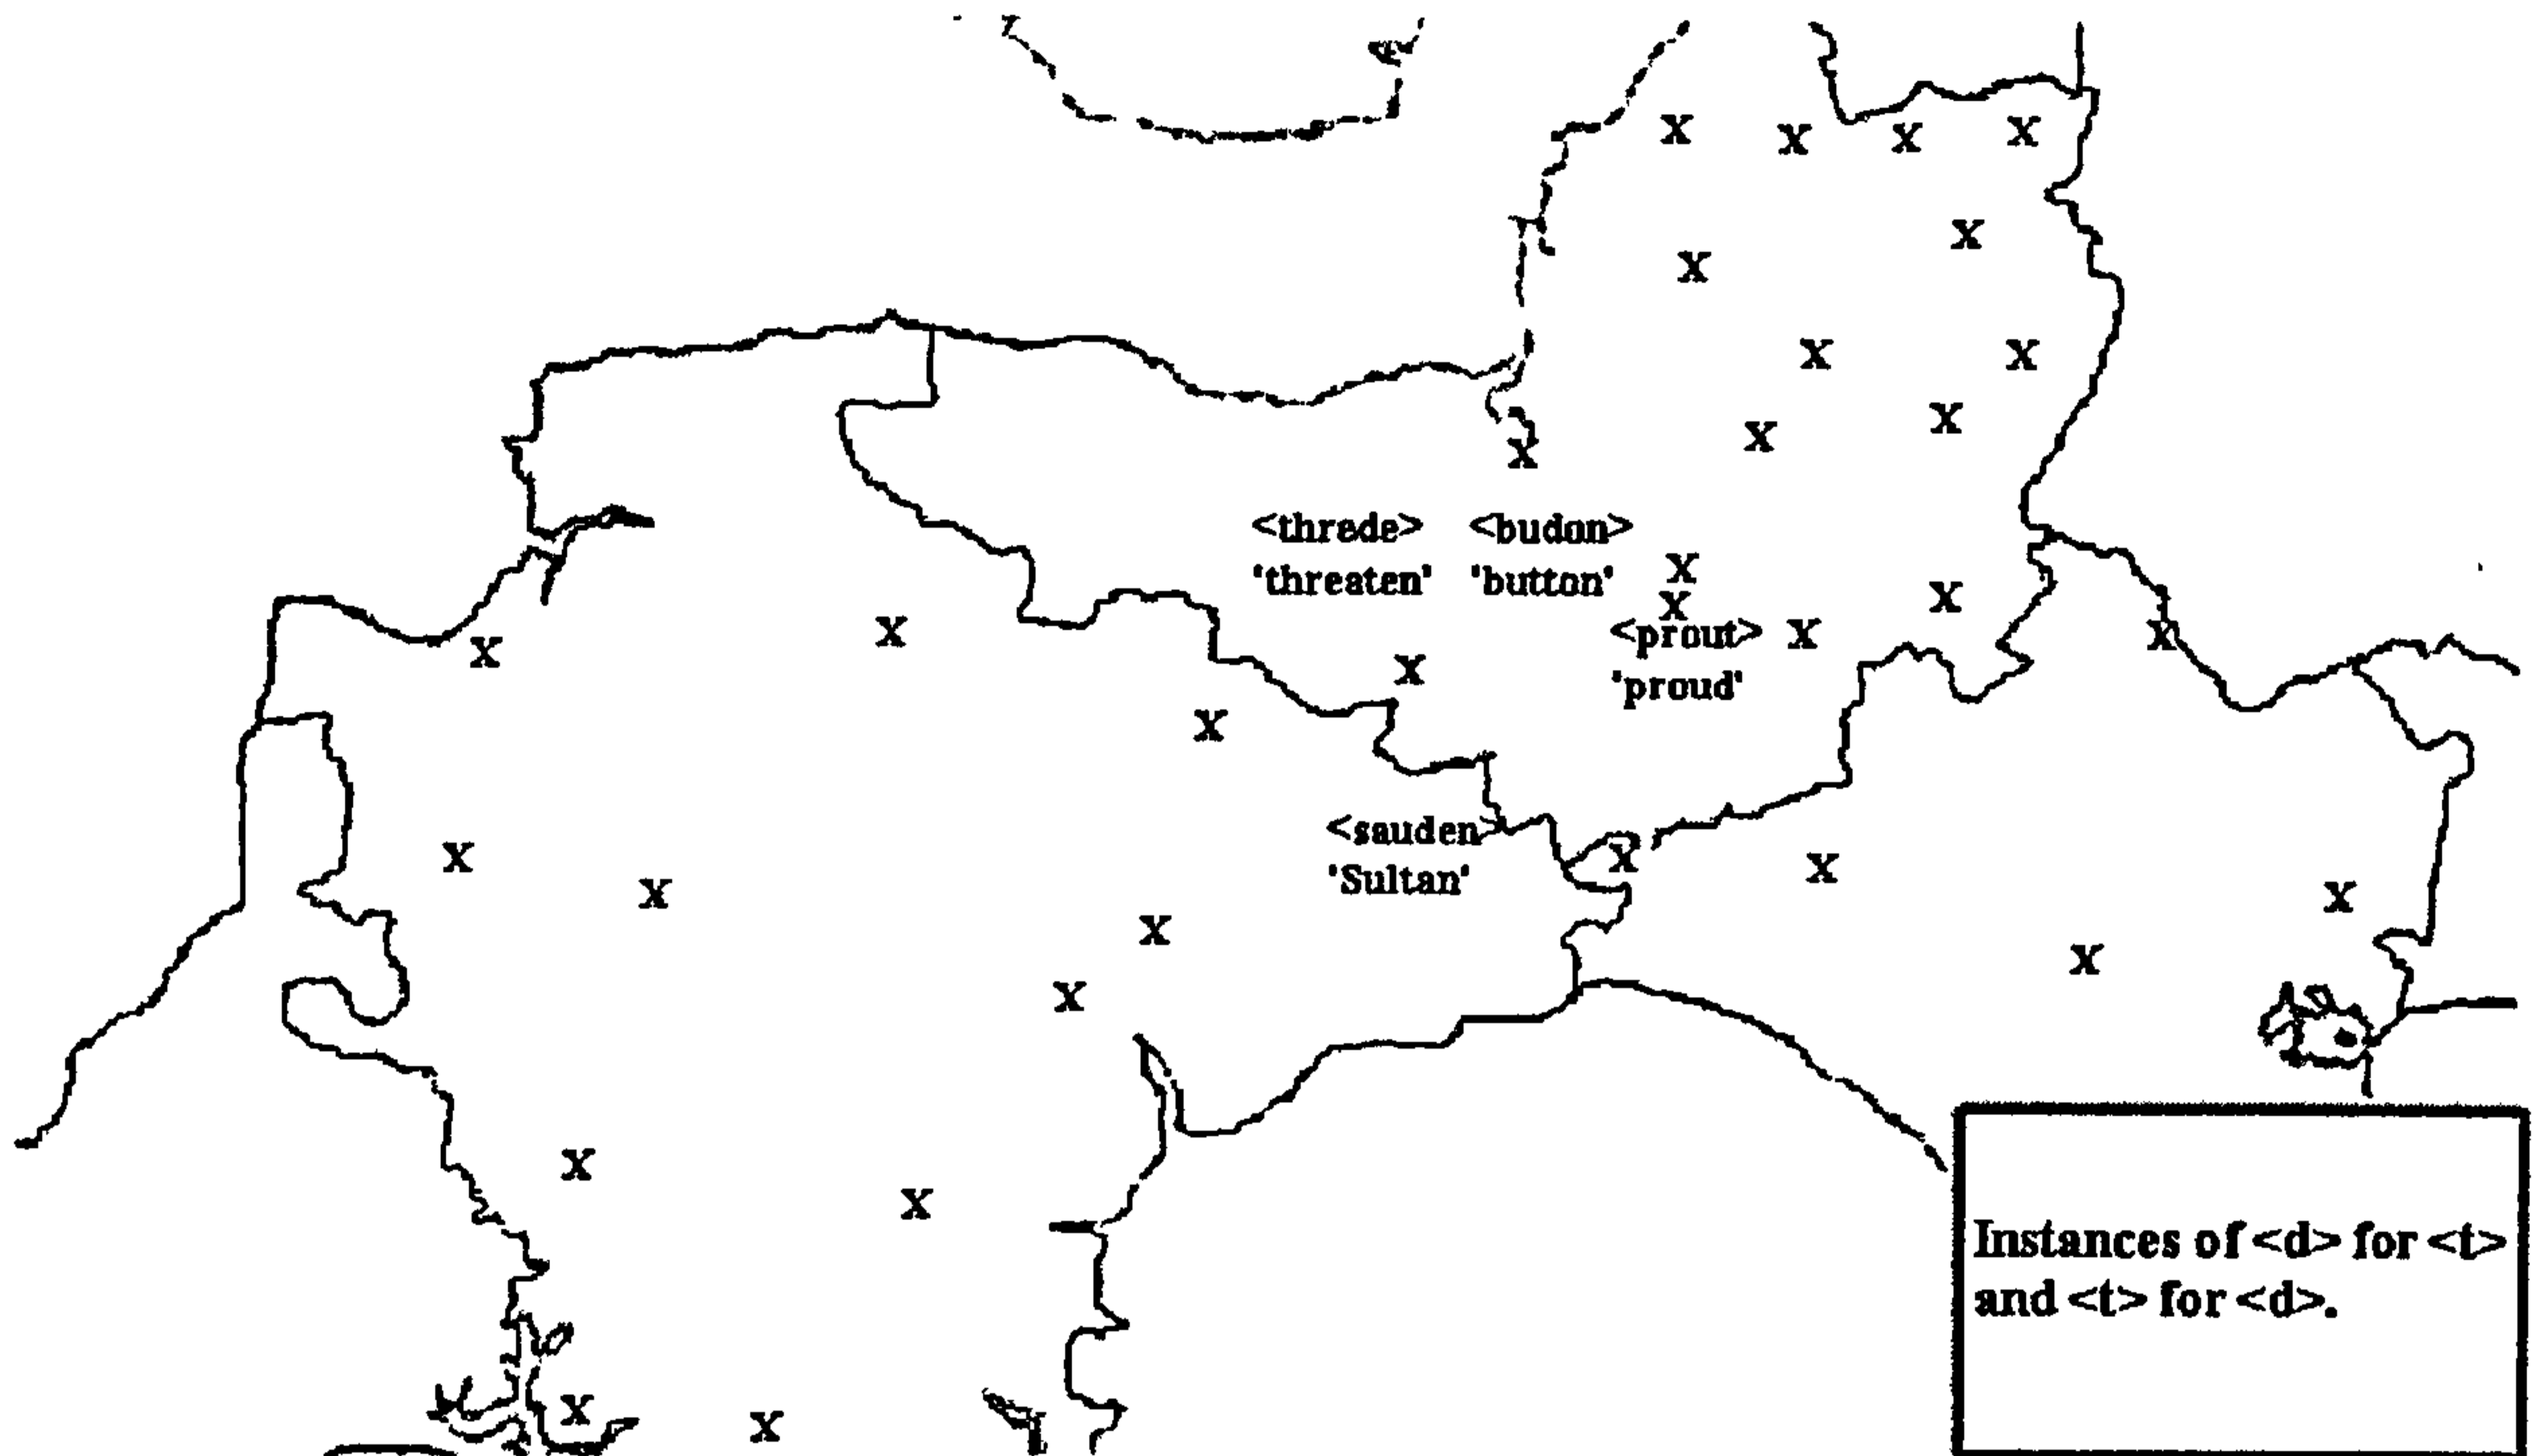 X
X X X
X
X
X X
X
X
X
<threde> <budon>
'threaten' 'button'
X
X
X
X
<prout> X
'proud'
X
X
X
X
<sauden>
'Sultan'
X
X
X
X
X
X
X
X
X
X
X
X
X
Instances of <d> for <t>
and <t> for <d>.